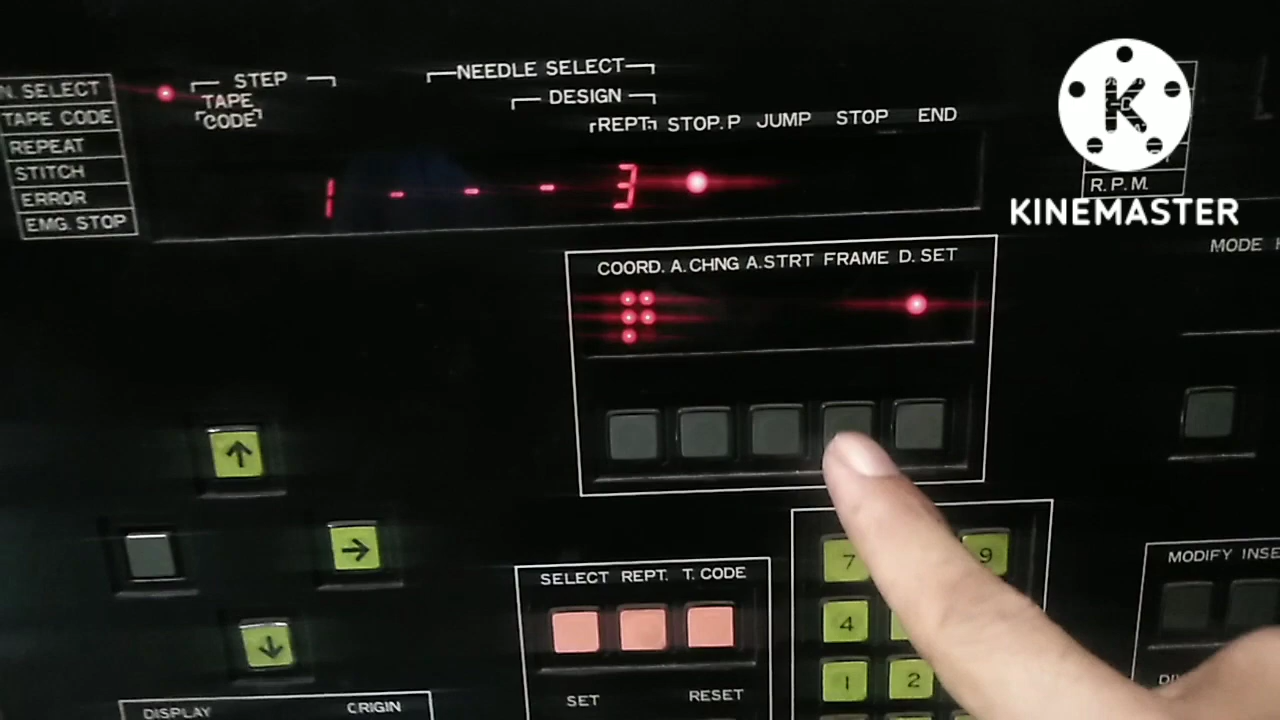 N. SELECT
TAPE CODE
REPEAT
STITCH
ERROR
EMG. STOP
STEP
TAPE
CODE
NEEDLE SELECT
DESIGN
REPT. STOP.P JUMP STOP END
1 - - - 3
K
R.P.M.
KINEMASTER
COORD. A.CHNG A.STRT FRAME D. SET
MODE
SELECT REPT. T. CODE
SET RESET
7 9
4
1 2
MODIFY INSE
DISPLAY ORIGIN